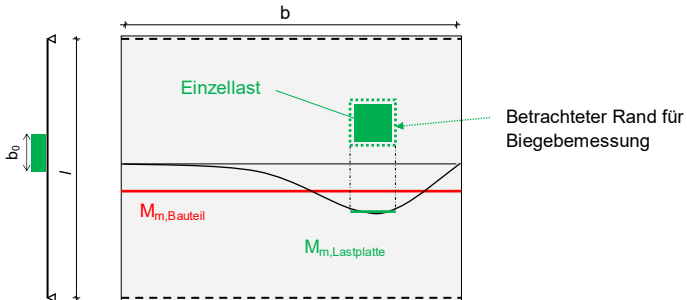 b
Einzellast
Betrachteter Rand für
Biegebemessung
b₀
l
Mm,Bauteil
Mm,Lastplatte